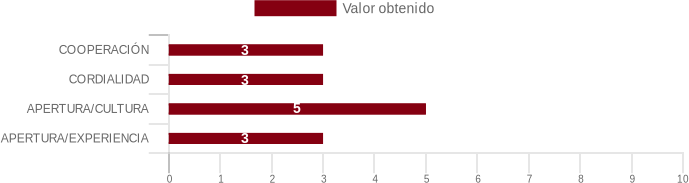 Valor obtenido
COOPERACIÓN 3
CORDIALIDAD 3
APERTURA/CULTURA 5
APERTURA/EXPERIENCIA 3
0 1 2 3 4 5 6 7 8 9 10